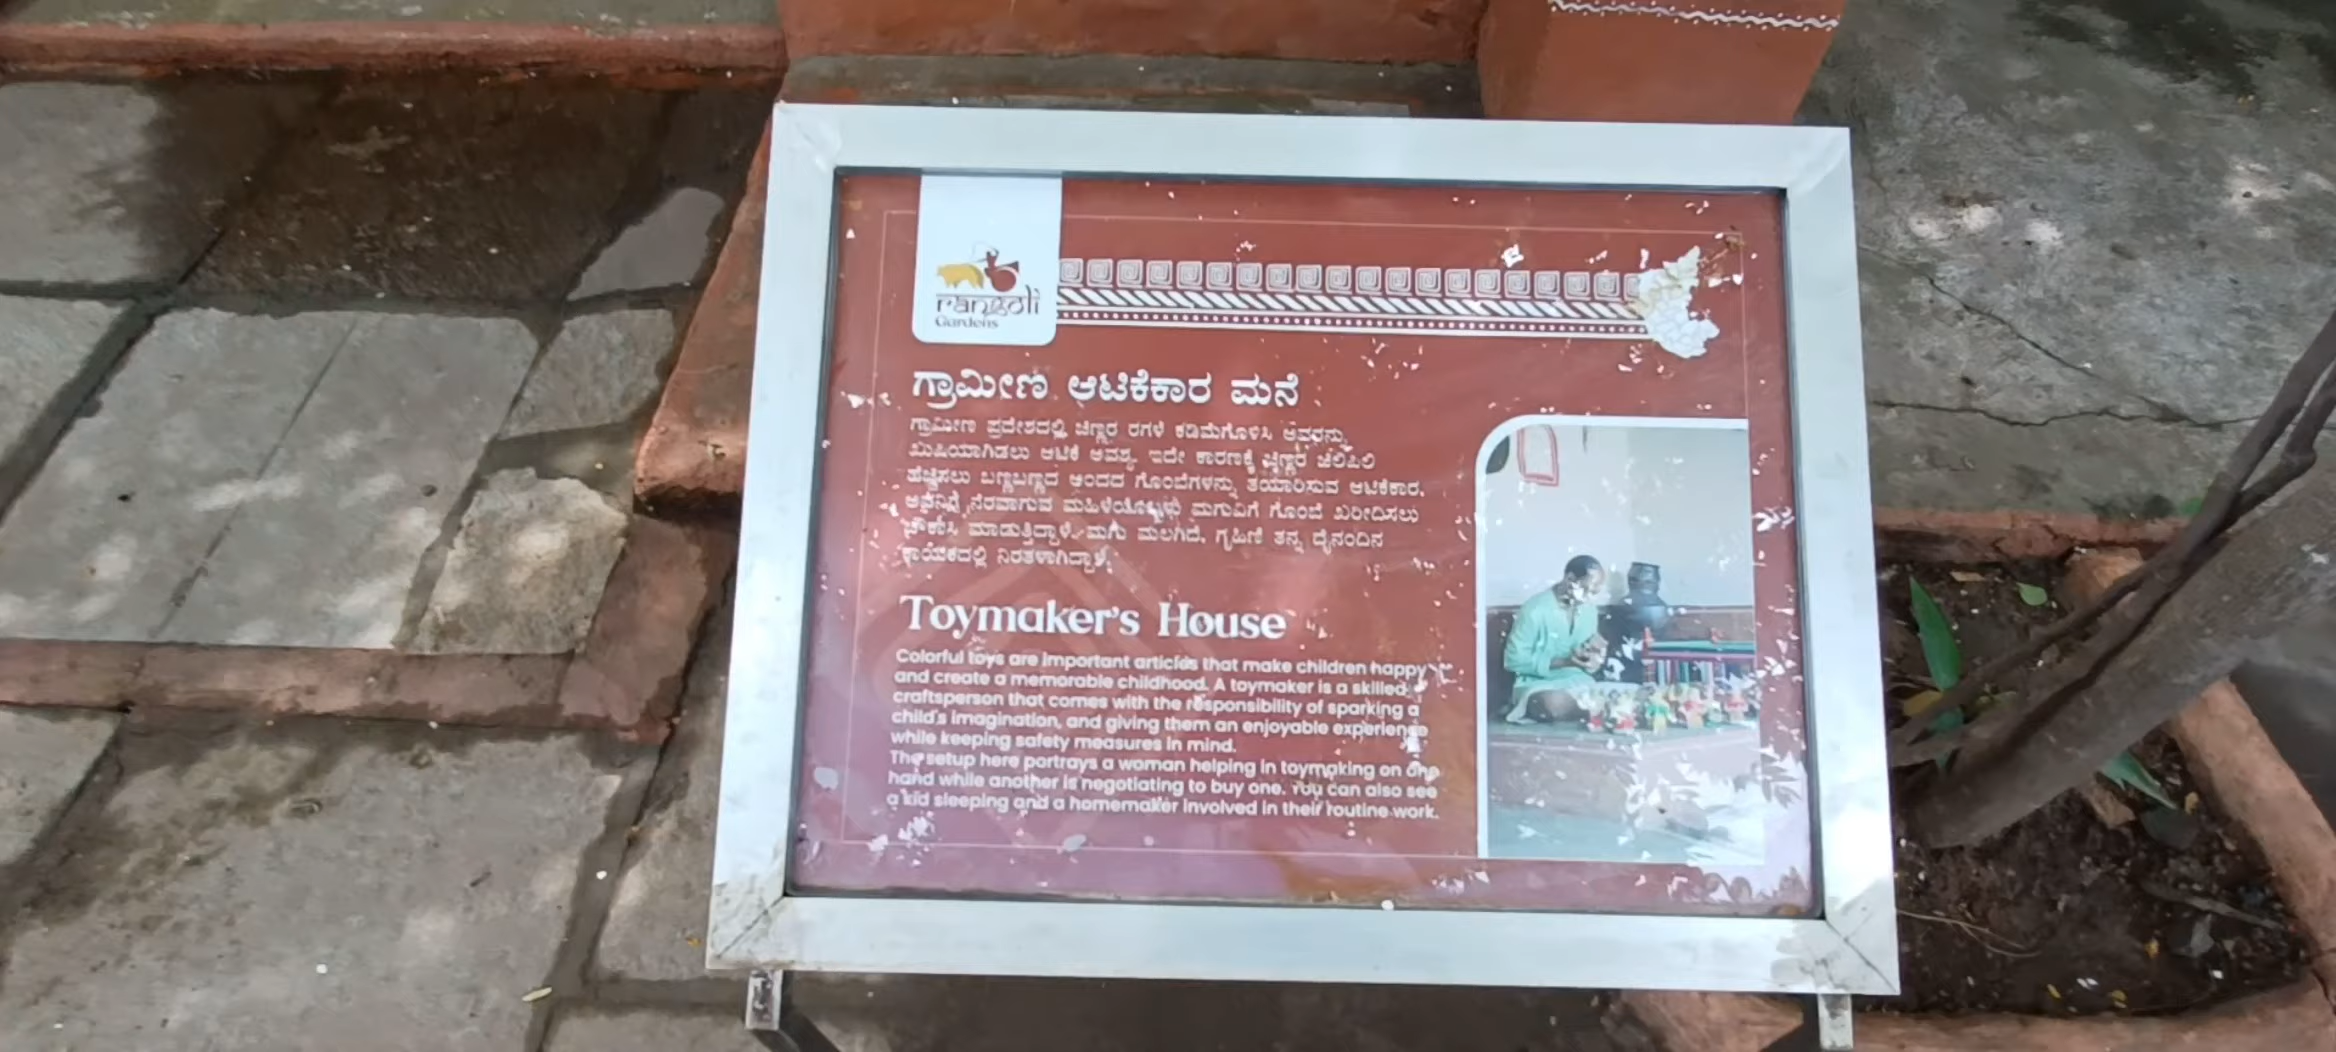 rangoli
Gardens
ಗ್ರಾಮೀಣ ಆಟಿಕೆಕಾರ ಮನೆ
ಗ್ರಾಮೀಣ ಪ್ರದೇಶದಲ್ಲಿ ಚಿಣ್ಣರ ರಗಳೆ ಕಡಿಮೆಗೊಳಿಸಿ ಅವರನ್ನು
ಖುಷಿಯಾಗಿಡಲು ಆಟಿಕೆ ಅವಶ್ಯ. ಇದೇ ಕಾರಣಕ್ಕೆ ಚಿಣ್ಣರ ಚಿಲಿಪಿಲಿ
ಹೆಚ್ಚಿಸಲು ಬಣ್ಣಬಣ್ಣದ ಅಂದದ ಗೊಂಬೆಗಳನ್ನು ತಯಾರಿಸುವ ಆಟಿಕೆಕಾರ.
ಅವನಿಗೆ ನೆರವಾಗುವ ಮಹಿಳೆಯೊಬ್ಬಳು ಮಗುವಿಗೆ ಗೊಂಬೆ ಖರೀದಿಸಲು
ಚೌಕಾಸಿ ಮಾಡುತ್ತಿದ್ದಾಳೆ. ಮಗು ಮಲಗಿದೆ. ಗೃಹಿಣಿ ತನ್ನ ದೈನಂದಿನ
ಕಾಯಕದಲ್ಲಿ ನಿರತಳಾಗಿದ್ದಾಳೆ.
Toymaker's House
Colorful toys are important articles that make children happy
and create a memorable childhood. A toymaker is a skilled
craftsperson that comes with the responsibility of sparking a
child's imagination, and giving them an enjoyable experience
while keeping safety measures in mind.
The setup here portrays a woman helping in toymaking on one
hand while another is negotiating to buy one. You can also see
a kid sleeping and a homemaker involved in their routine work.